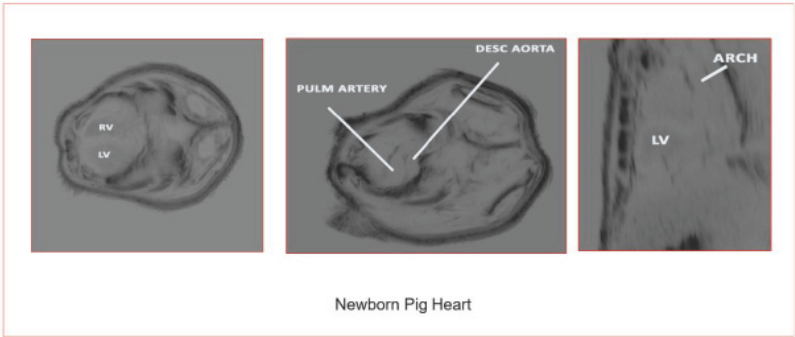 RV
LV
DESC AORTA
PULM ARTERY
ARCH
LV
Newborn Pig Heart